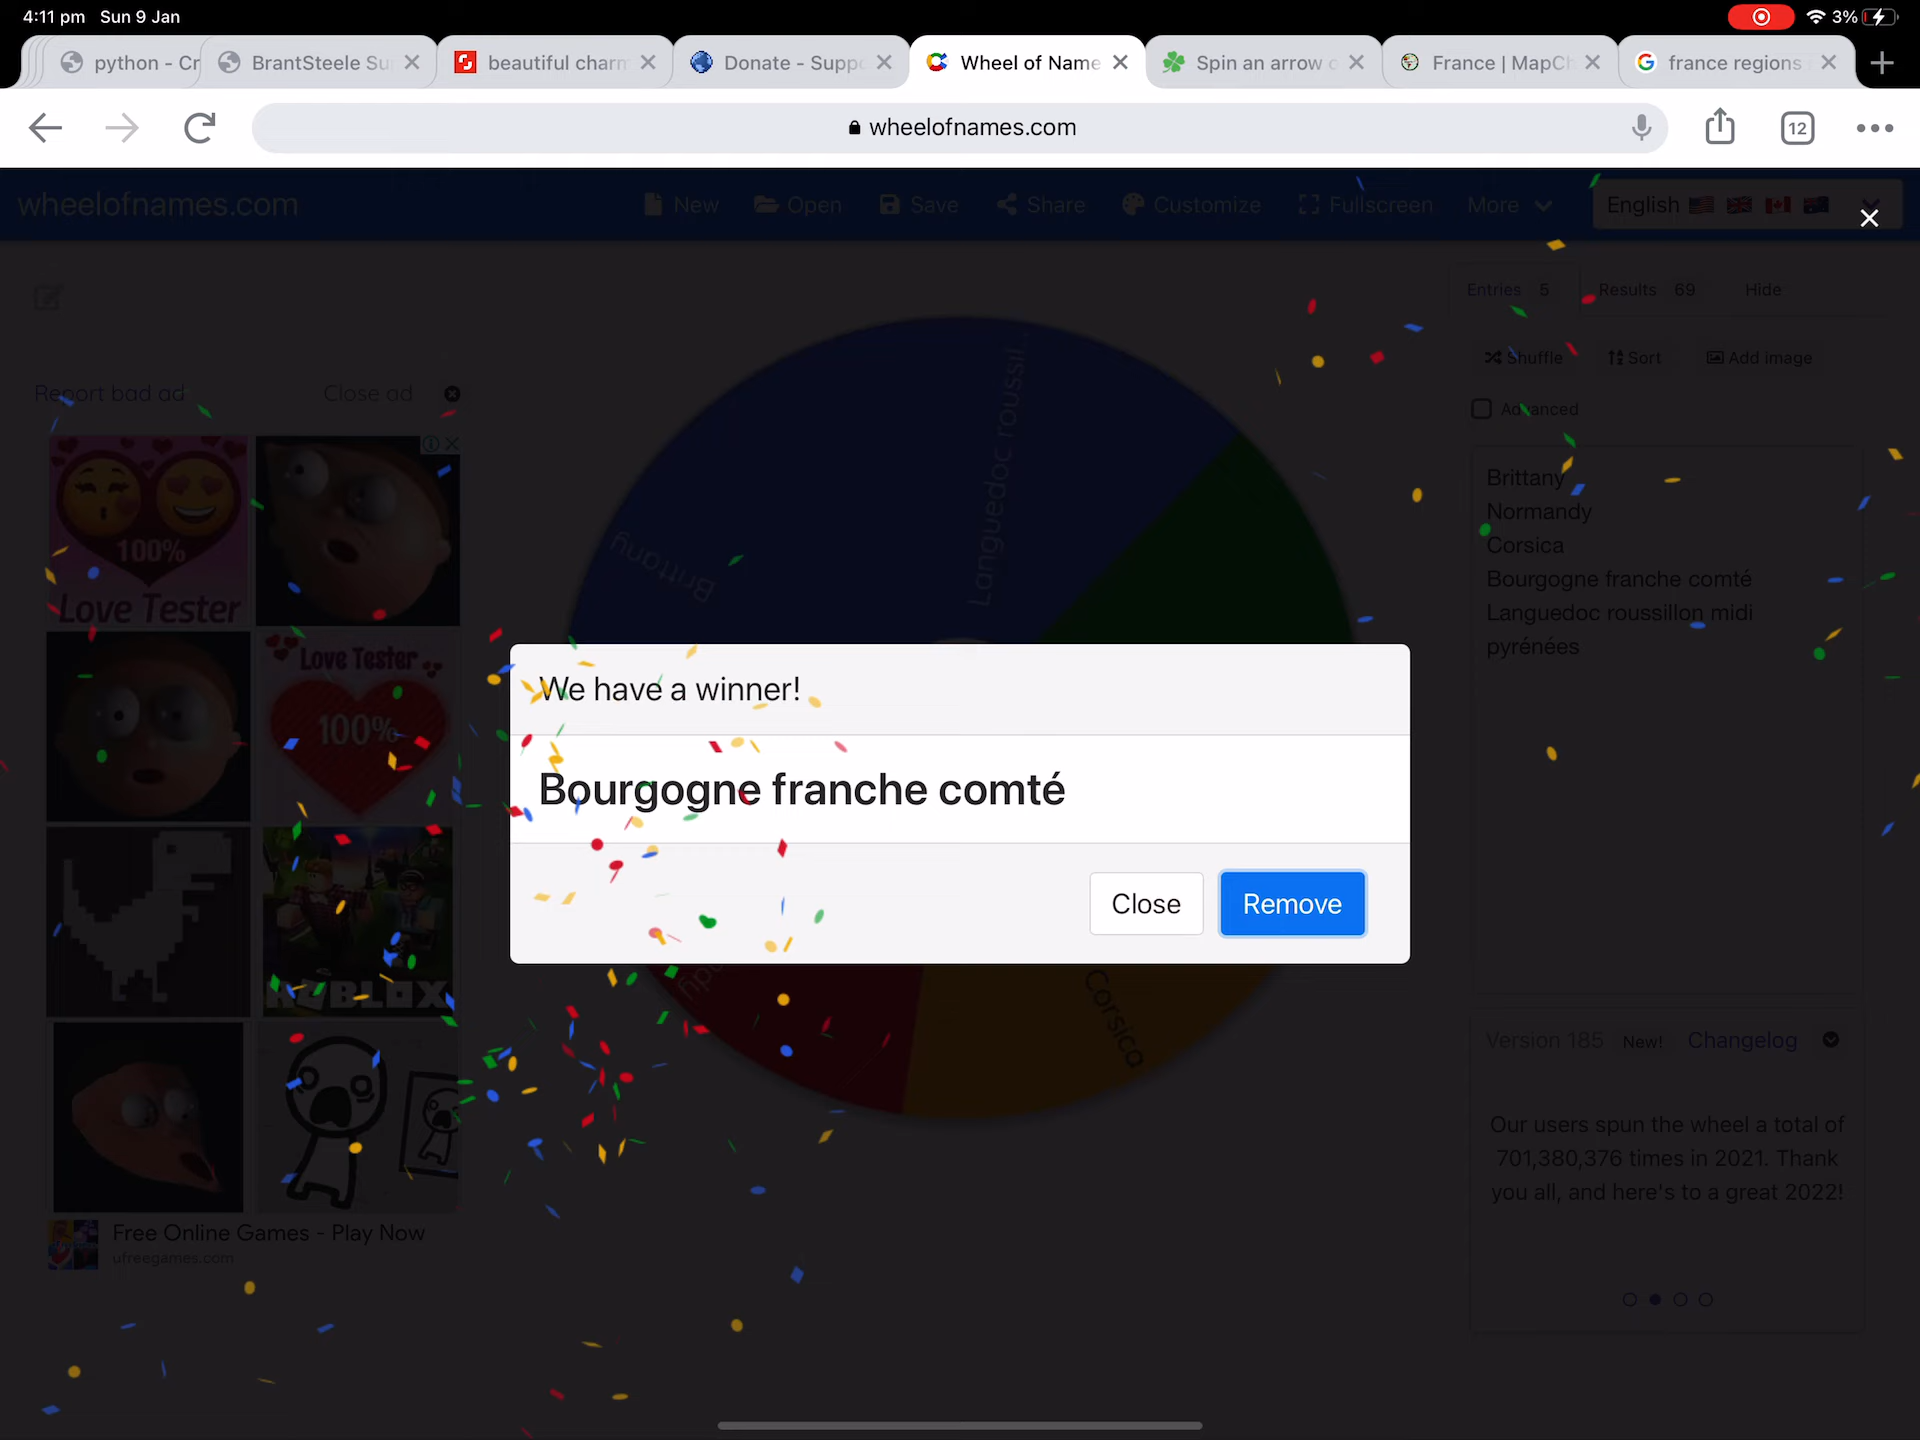 4:11 pm Sun 9 Jan
3%
python - Cr
BrantSteele Su
beautiful charm
Donate - Suppo
Wheel of Name
Spin an arrow o
France | MapCh
france regions
wheelofnames.com
12
wheelofnames.com
New
Open
Save
Share
Customize
Fullscreen
More
English
Entries 5
Results 69
Hide
Shuffle
Sort
Add image
Advanced
Report bad ad
Close ad
100%
Love Tester
Love Tester
100%
ROBLOX
Free Online Games - Play Now
ufreegames.com
Brittany
Languedoc roussil...
Corsica
We have a winner!
Bourgogne franche comté
Close
Remove
Brittany
Normandy
Corsica
Bourgogne franche comté
Languedoc roussillon midi
pyrénées
Version 185 New! Changelog
Our users spun the wheel a total of
701,380,376 times in 2021. Thank
you all, and here's to a great 2022!